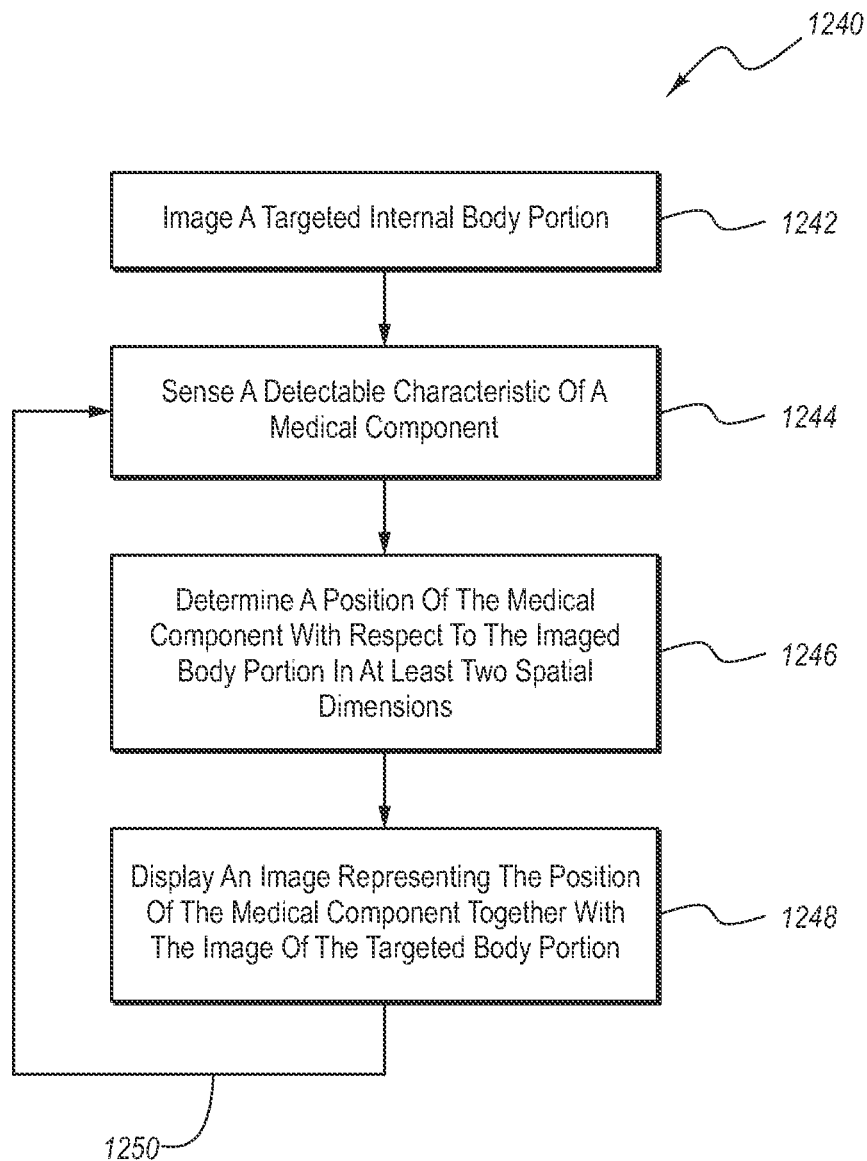 1240
Image A Targeted Internal Body Portion
1242
Sense A Detectable Characteristic Of A
Medical Component
1244
Determine A Position Of The Medical
Component With Respect To The Imaged
Body Portion In At Least Two Spatial
Dimensions
1246
Display An Image Representing The Position
Of The Medical Component Together With
The Image Of The Targeted Body Portion
1248
1250